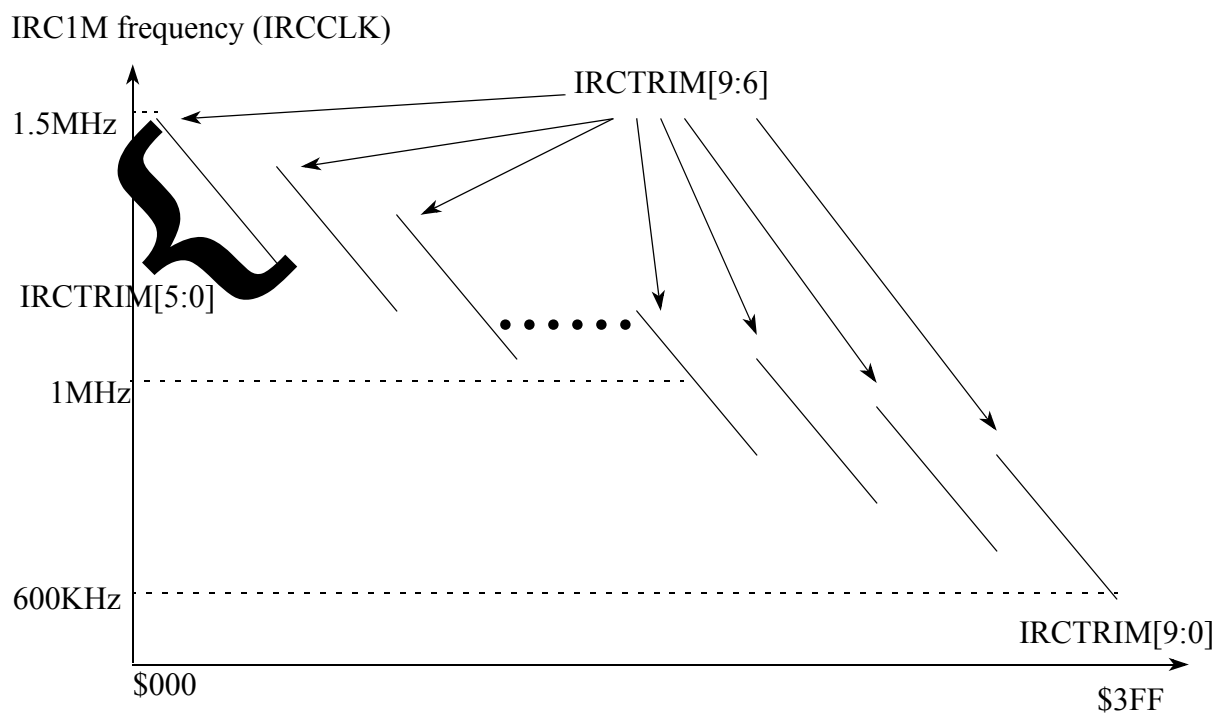 IRC1M frequency (IRCCLK)
IRCTRIM[9:6]
1.5MHz
IRCTRIM[5:0]
1MHz
600KHz
IRCTRIM[9:0]
$000
$3FF